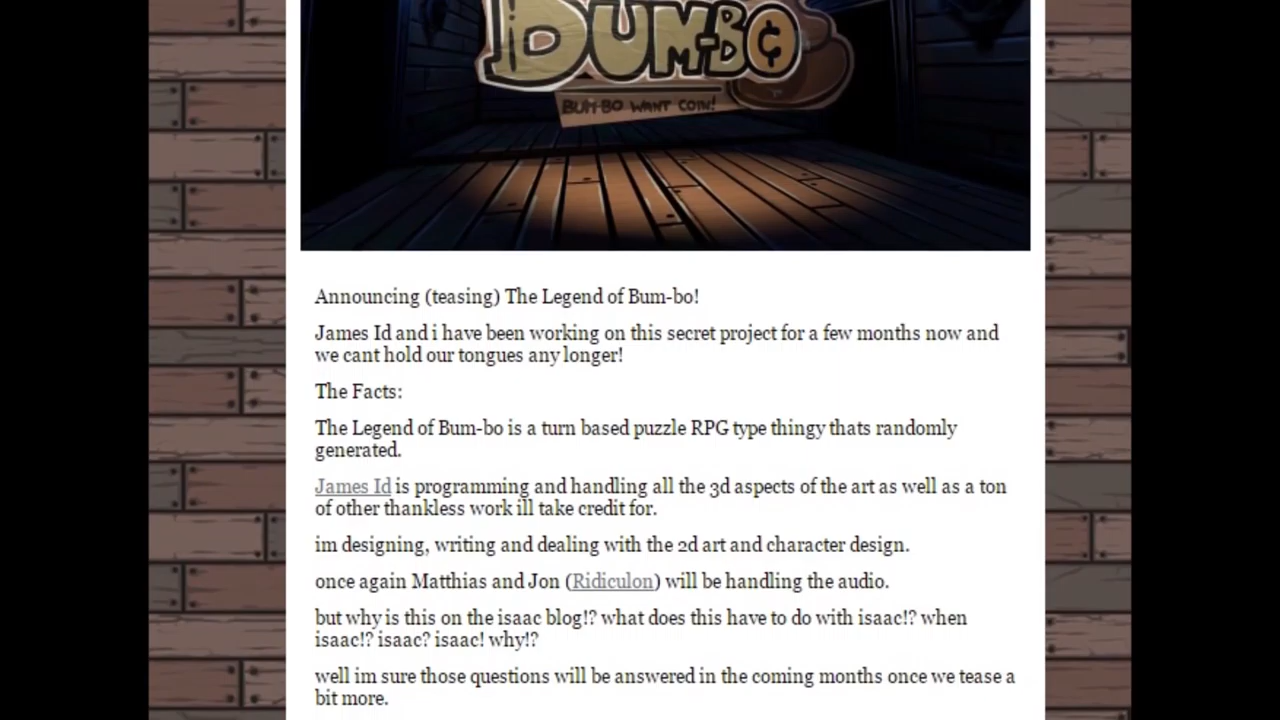 DUM-B¢
BUM-BO WANT COIN!
Announcing (teasing) The Legend of Bum-bo!
James Id and i have been working on this secret project for a few months now and
we cant hold our tongues any longer!
The Facts:
The Legend of Bum-bo is a turn based puzzle RPG type thingy thats randomly
generated.
James Id is programming and handling all the 3d aspects of the art as well as a ton
of other thankless work ill take credit for.
im designing, writing and dealing with the 2d art and character design.
once again Matthias and Jon (Ridiculon) will be handling the audio.
but why is this on the isaac blog!? what does this have to do with isaac!? when
isaac!? isaac? isaac! why!?
well im sure those questions will be answered in the coming months once we tease a
bit more.